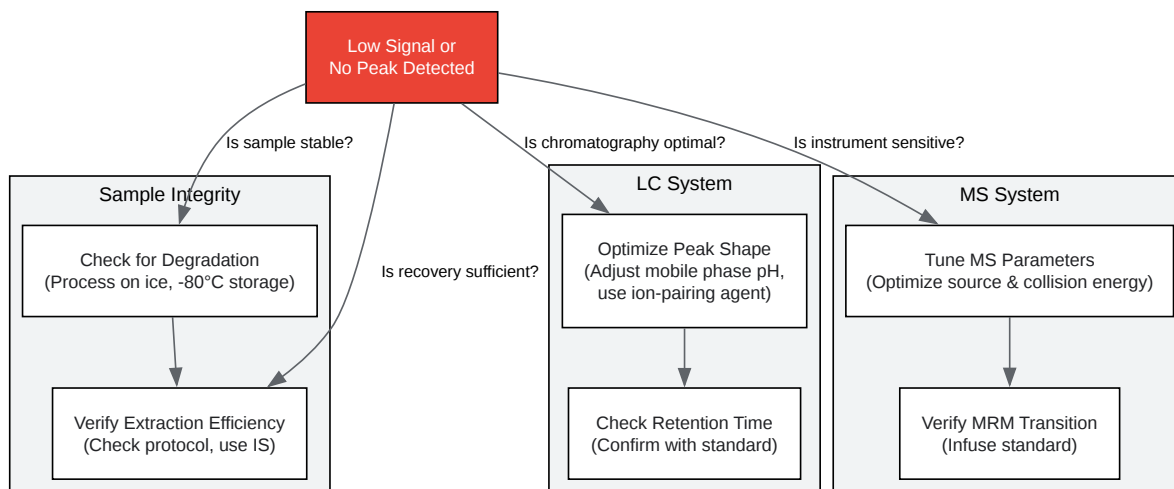 Low Signal or
No Peak Detected
Is sample stable?
Is chromatography optimal?
Is instrument sensitive?
Sample Integrity
LC System
MS System
Check for Degradation
(Process on ice, -80°C storage)
Is recovery sufficient?
Optimize Peak Shape
(Adjust mobile phase pH,
use ion-pairing agent)
Tune MS Parameters
(Optimize source & collision energy)
Verify Extraction Efficiency
(Check protocol, use IS)
Check Retention Time
(Confirm with standard)
Verify MRM Transition
(Infuse standard)